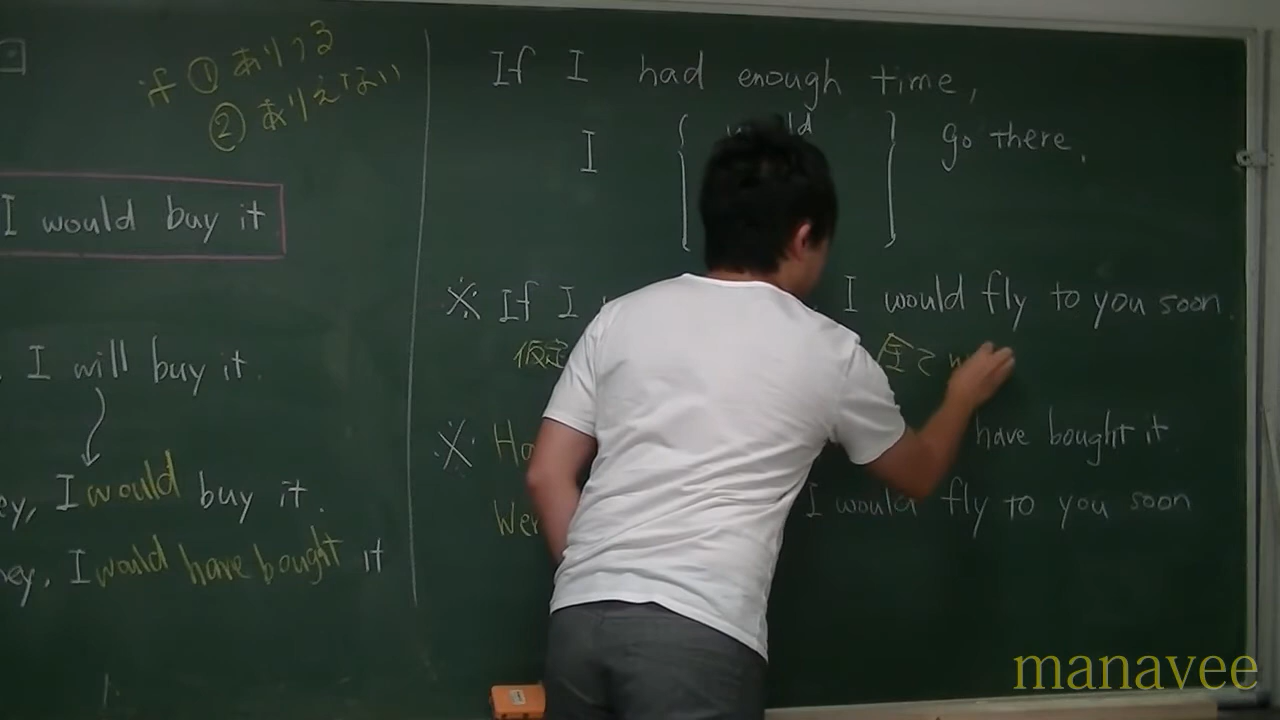 if ① ありうる
② ありえない
I would buy it
I will buy it.
I would buy it.
I would have bought it
If I had enough time,
I go there.
※ If I I would fly to you soon.
仮定 全て
※ have bought it.
I would fly to you soon
manavee